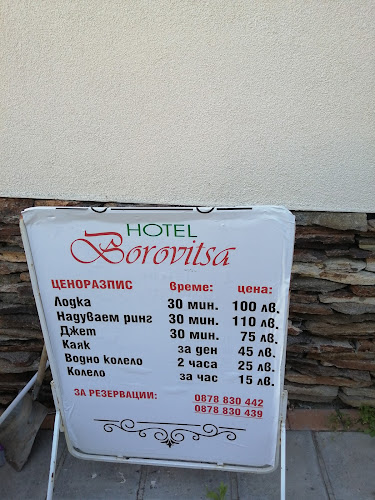 HOTEL
Borovitsa
ЦЕНОРАЗПИС време: цена:
Лодка 30 мин. 100 лв.
Надуваем ринг 30 мин. 110 лв.
Джет 30 мин. 75 лв.
Каяк за ден 45 лв.
Водно колело 2 часа 25 лв.
Колело за час 15 лв.
ЗА РЕЗЕРВАЦИИ: 0878 830 442
0878 830 439